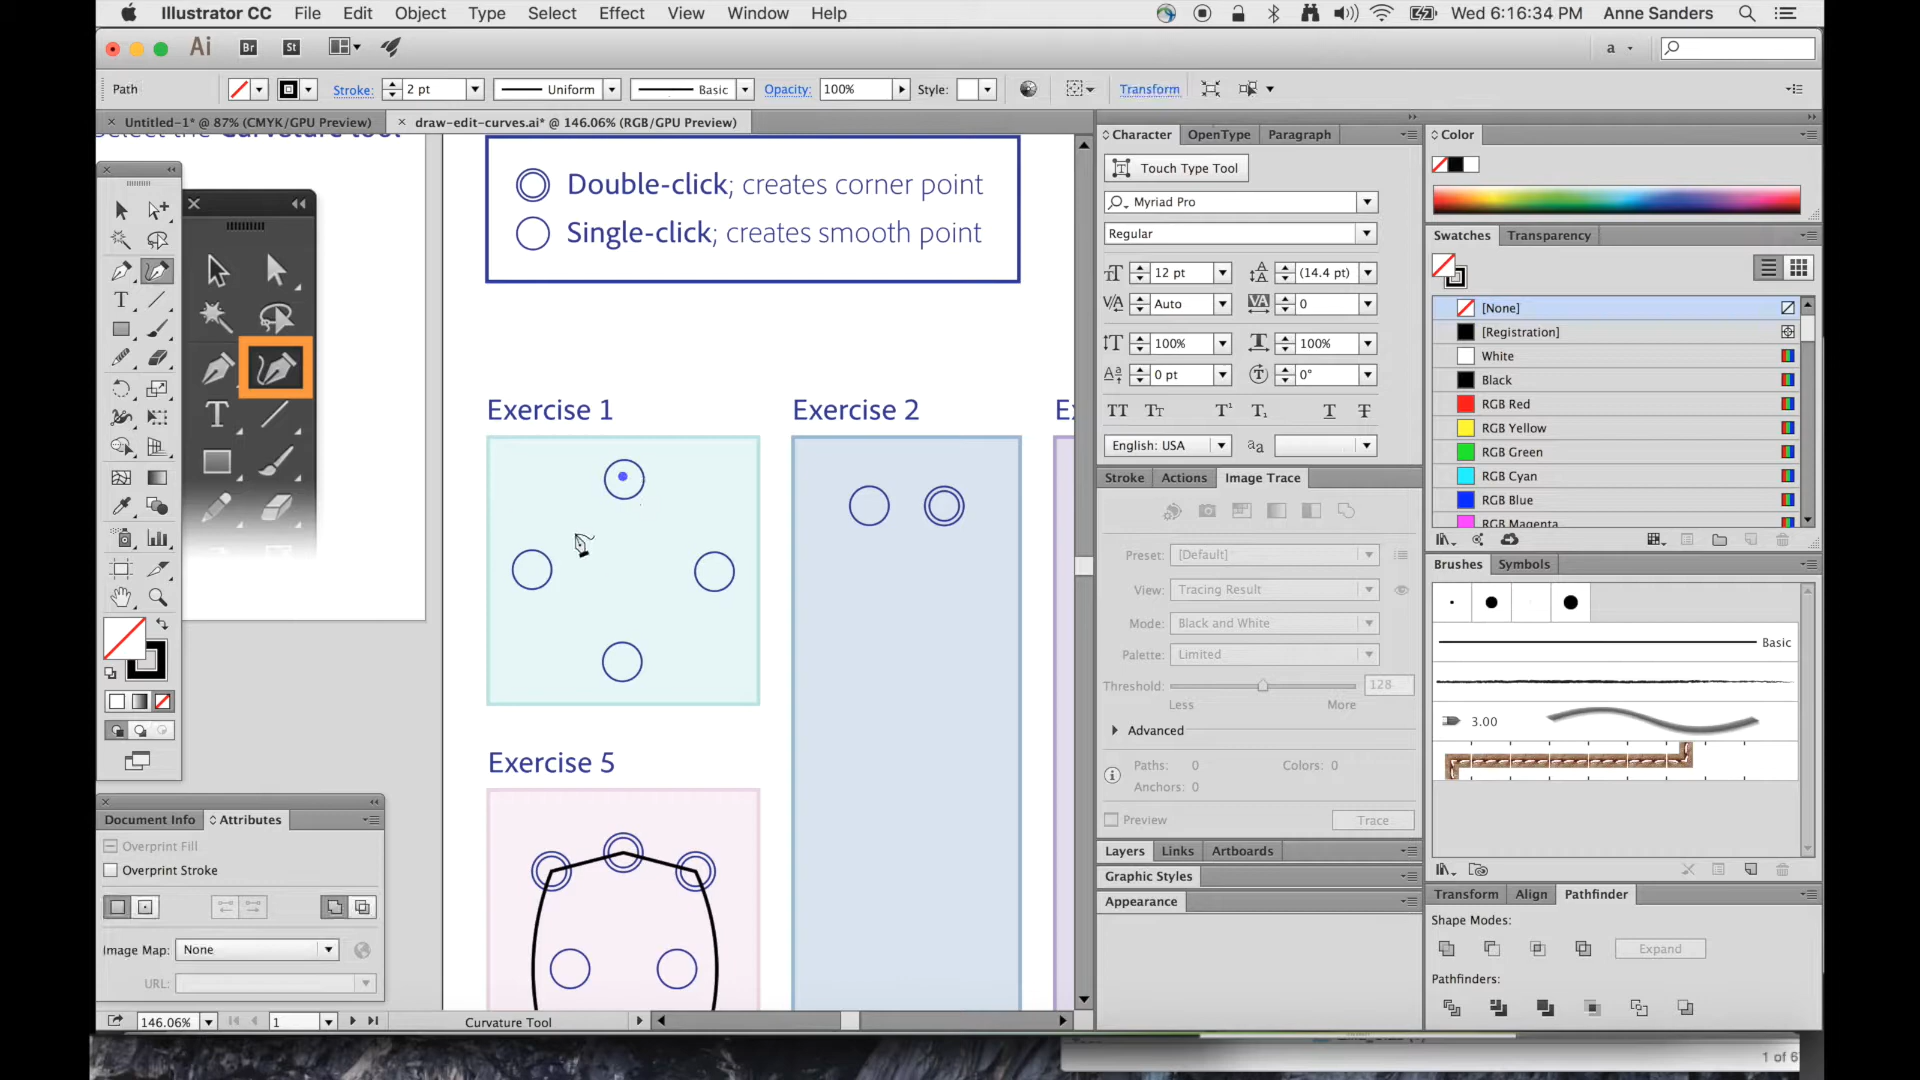 Illustrator CC File Edit Object Type Select Effect View Window Help Wed 6:16:34 PM Anne Sanders
Ai Br St a
Path Stroke: 2 pt Uniform Basic Opacity: 100% Style: Transform
Untitled-1* @ 87% (CMYK/GPU Preview) draw-edit-curves.ai* @ 146.06% (RGB/GPU Preview)
Double-click; creates corner point
Single-click; creates smooth point
Exercise 1
Exercise 2
Exercise 5
Document Info Attributes
Overprint Fill
Overprint Stroke
Image Map: None
URL:
146.06% 1 Curvature Tool
Character OpenType Paragraph
Touch Type Tool
Myriad Pro
Regular
12 pt (14.4 pt)
Auto 0
100% 100%
0 pt 0°
English: USA
Stroke Actions Image Trace
Preset: [Default]
View: Tracing Result
Mode: Black and White
Palette: Limited
Threshold: 128
Less More
Advanced
Paths: 0 Colors: 0
Anchors: 0
Preview Trace
Layers Links Artboards
Graphic Styles
Appearance
Color
Swatches Transparency
[None]
[Registration]
White
Black
RGB Red
RGB Yellow
RGB Green
RGB Cyan
RGB Blue
RGB Magenta
Brushes Symbols
Basic
3.00
Transform Align Pathfinder
Shape Modes:
Expand
Pathfinders:
1 of 6